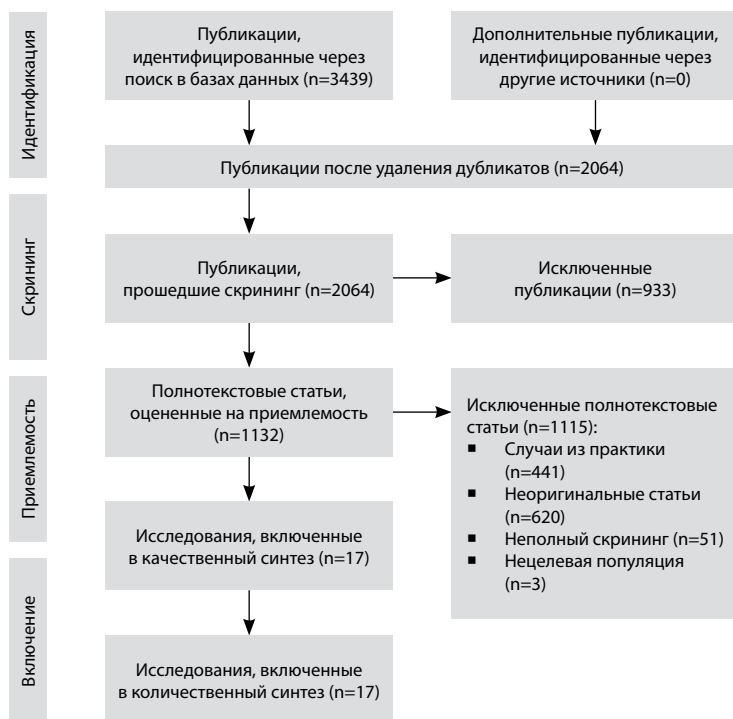 Идентификация
Публикации,
идентифицированные через
поиск в базах данных (n=3439)
Дополнительные публикации,
идентифицированные через
другие источники (n=0)
Публикации после удаления дубликатов (n=2064)
Скрининг
Публикации,
прошедшие скрининг (n=2064)
Исключенные
публикации (n=933)
Приемлемость
Полнотекстовые статьи,
оцененные на приемлемость
(n=1132)
Исключенные полнотекстовые
статьи (n=1115):
▪ Случаи из практики
(n=441)
▪ Неоригинальные статьи
(n=620)
▪ Неполный скрининг (n=51)
▪ Нецелевая популяция
(n=3)
Исследования, включенные
в качественный синтез (n=17)
Включение
Исследования, включенные
в количественный синтез (n=17)